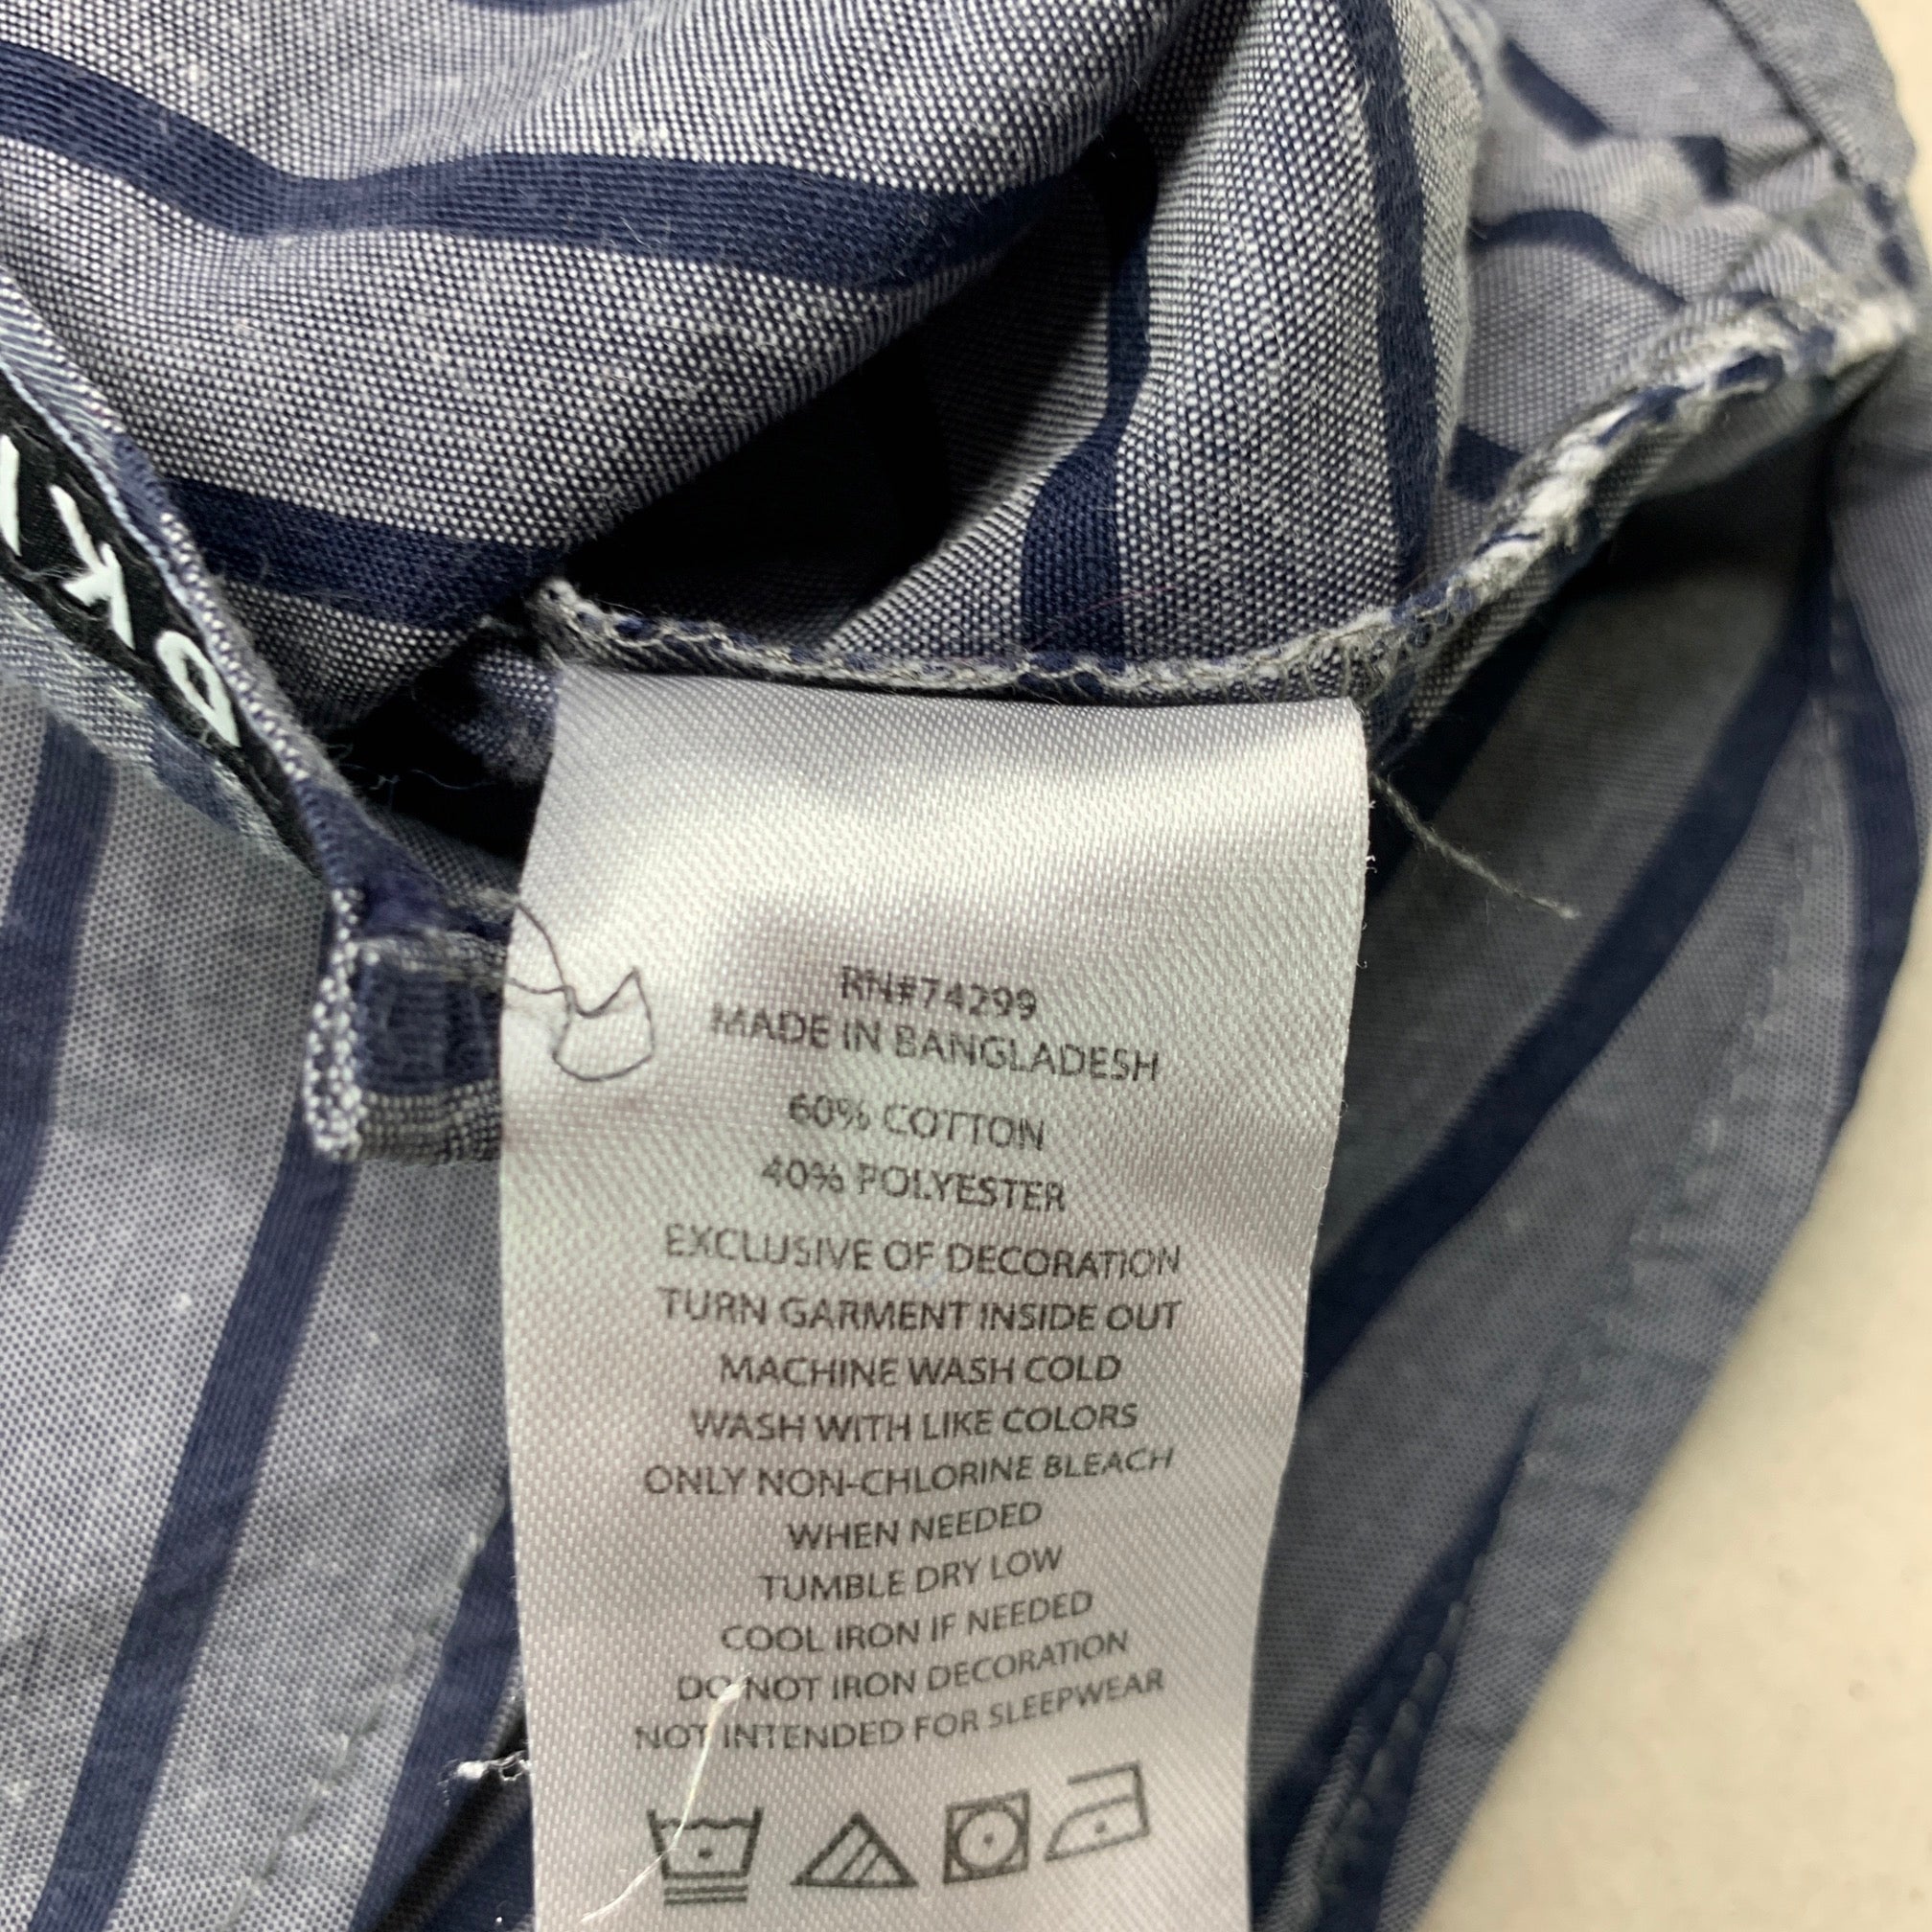 RN#74299
MADE IN BANGLADESH
60% COTTON
40% POLYESTER
EXCLUSIVE OF DECORATION
TURN GARMENT INSIDE OUT
MACHINE WASH COLD
WASH WITH LIKE COLORS
ONLY NON-CHLORINE BLEACH
WHEN NEEDED
TUMBLE DRY LOW
COOL IRON IF NEEDED
DO NOT IRON DECORATION
NOT INTENDED FOR SLEEPWEAR